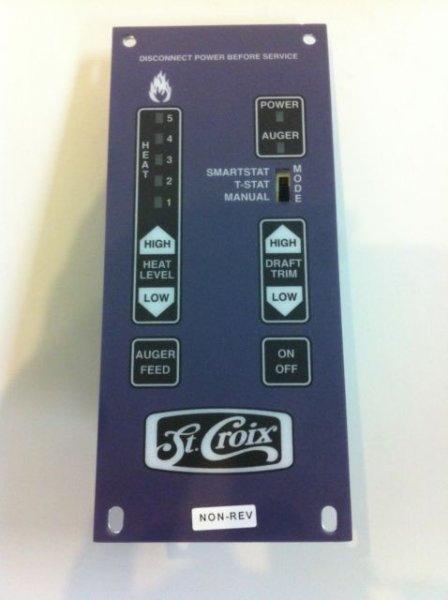 DISCONNECT POWER BEFORE SERVICE
HEAT
5
4
3
2
1
HIGH
HEAT
LEVEL
LOW
AUGER
FEED
POWER
AUGER
SMARTSTAT
T-STAT
MANUAL
MODE
HIGH
DRAFT
TRIM
LOW
ON
OFF
St. Croix
NON-REV